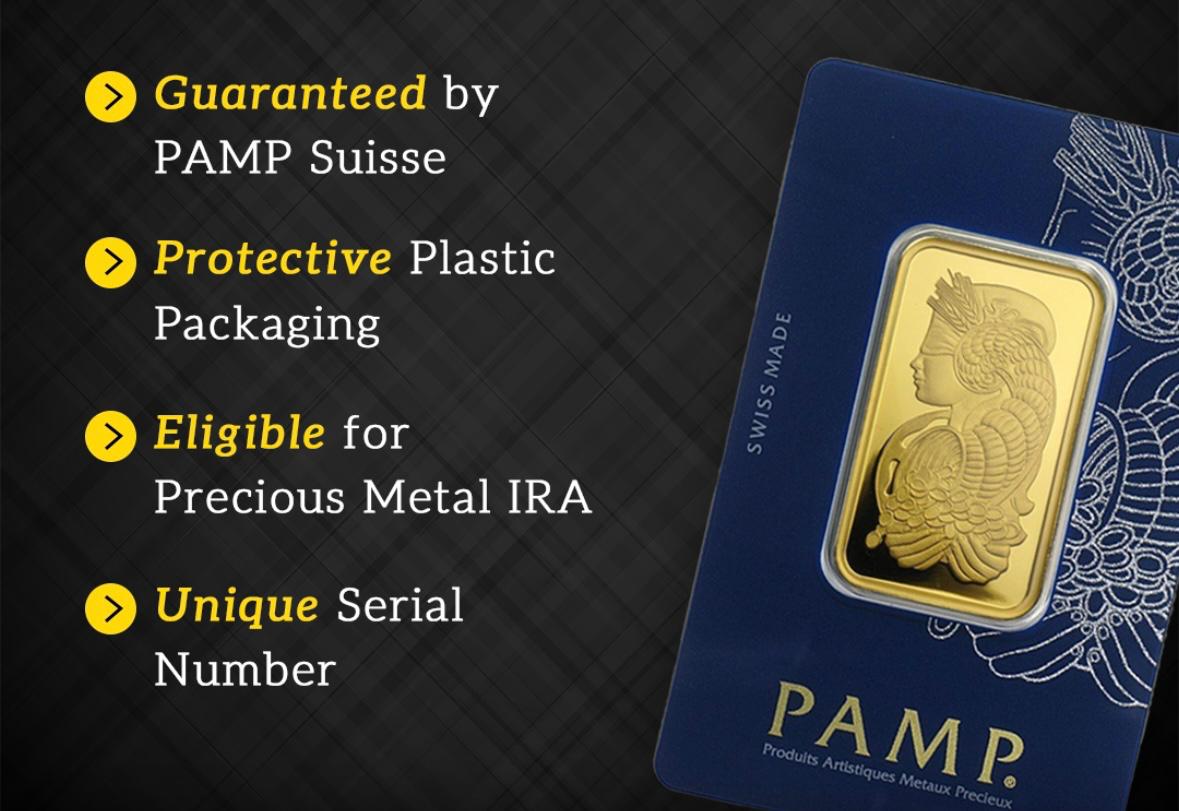 Guaranteed by
PAMP Suisse
Protective Plastic
Packaging
Eligible for
Precious Metal IRA
Unique Serial
Number
SWISS MADE
PAMP®
Produits Artistiques Metaux Precieux